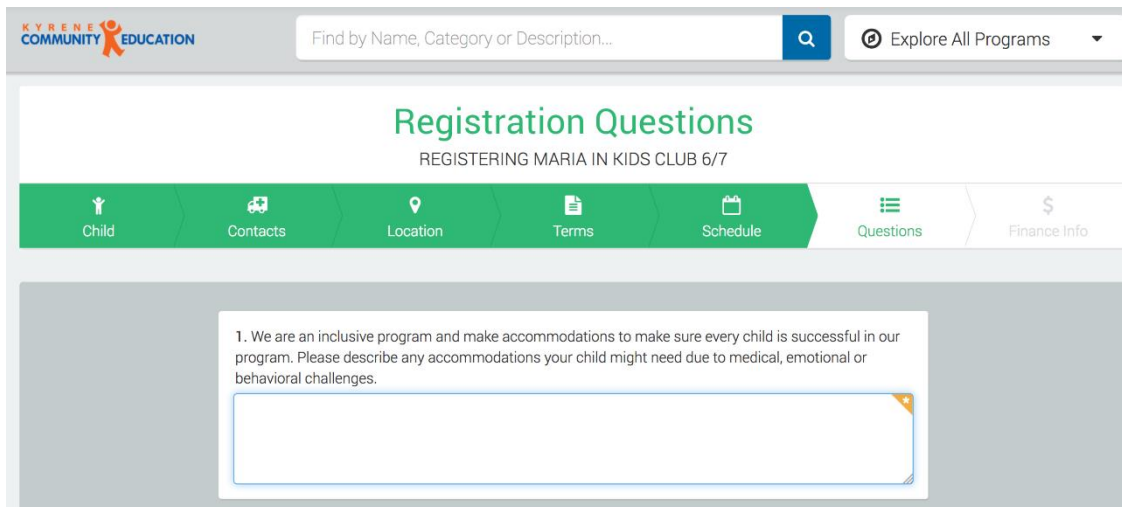 KYRENE
COMMUNITY EDUCATION
Find by Name, Category or Description...
Explore All Programs
Registration Questions
REGISTERING MARIA IN KIDS CLUB 6/7
Child
Contacts
Location
Terms
Schedule
Questions
$
Finance Info
1. We are an inclusive program and make accommodations to make sure every child is successful in our
program. Please describe any accommodations your child might need due to medical, emotional or
behavioral challenges.